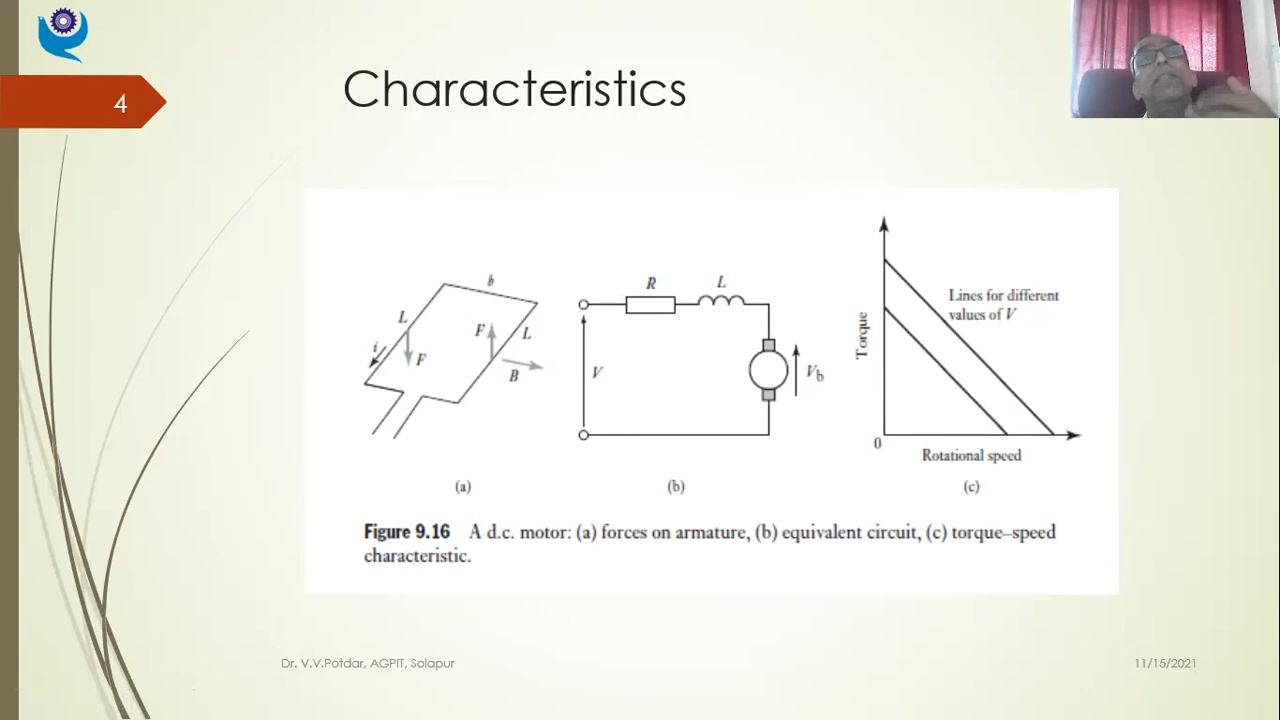 4
Characteristics
b
L
i
F
F
L
B
(a)
R
L
V
Vb
(b)
Torque
Lines for different
values of V
0
Rotational speed
(c)
Figure 9.16 A d.c. motor: (a) forces on armature, (b) equivalent circuit, (c) torque–speed
characteristic.
Dr. V.V.Potdar, AGPIT, Solapur
11/15/2021